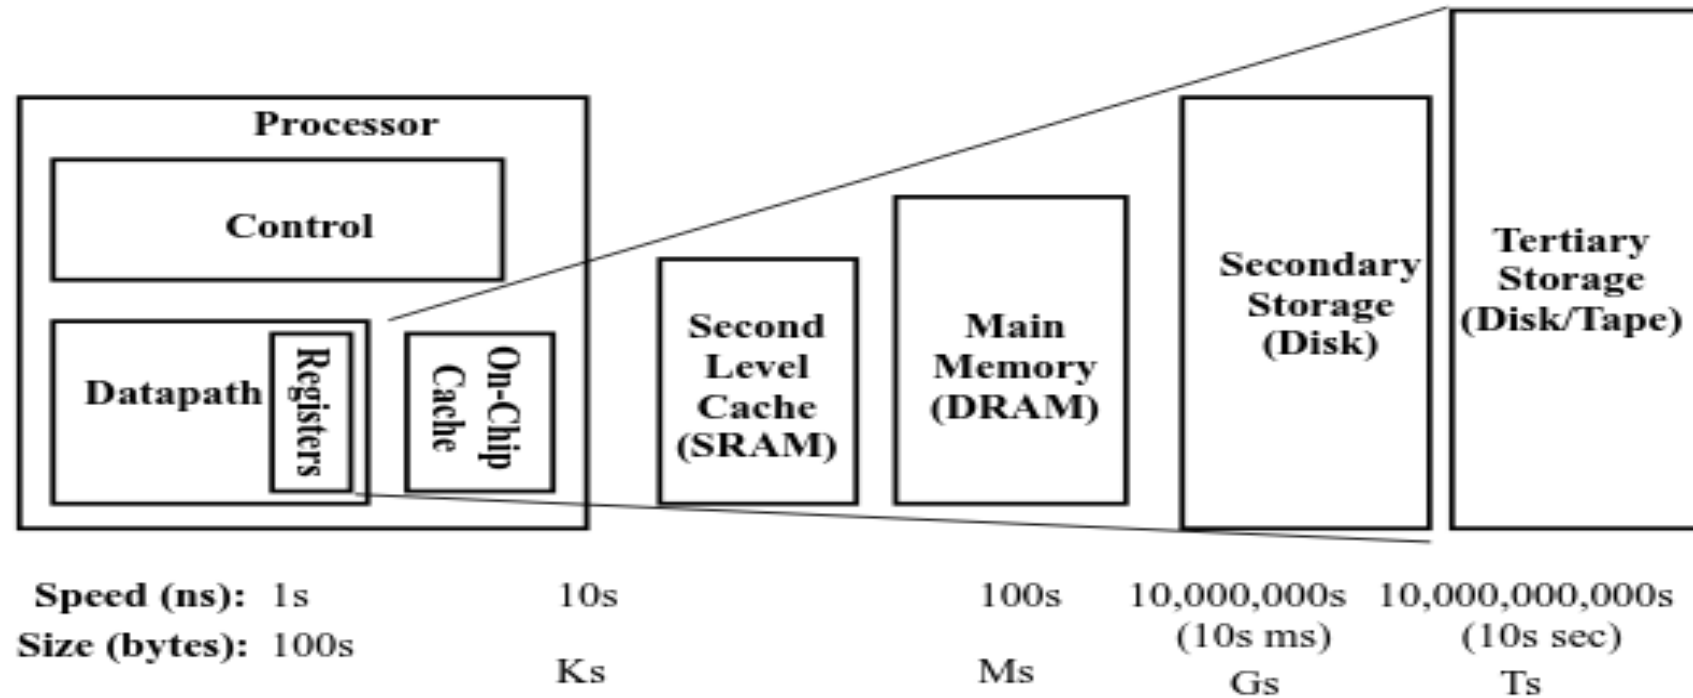 Processor
Control
Datapath
Registers
On-Chip
Cache
Second
Level
Cache
(SRAM)
Main
Memory
(DRAM)
Secondary
Storage
(Disk)
Tertiary
Storage
(Disk/Tape)
Speed (ns): 1s 10s 100s 10,000,000s 10,000,000,000s
(10s ms) (10s sec)
Size (bytes): 100s Ks Ms Gs Ts